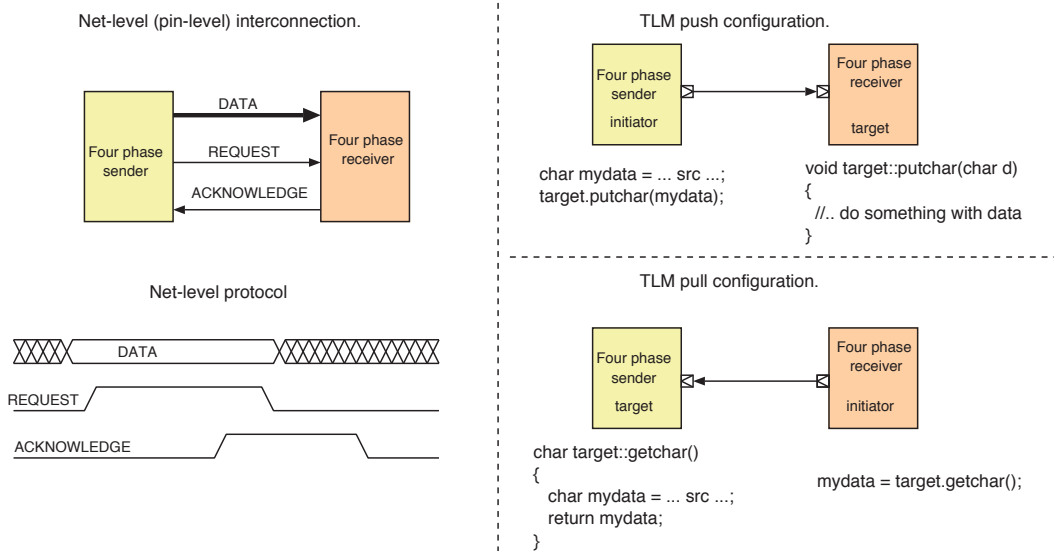 Net-level (pin-level) interconnection.
Four phase
sender
DATA
REQUEST
ACKNOWLEDGE
Four phase
receiver
Net-level protocol
DATA
REQUEST
ACKNOWLEDGE
TLM push configuration.
Four phase
sender
initiator
Four phase
receiver
target
char mydata = ... src ...;
target.putchar(mydata);
void target::putchar(char d)
{
//.. do something with data
}
TLM pull configuration.
Four phase
sender
target
Four phase
receiver
initiator
char target::getchar()
{
char mydata = ... src ...;
return mydata;
}
mydata = target.getchar();